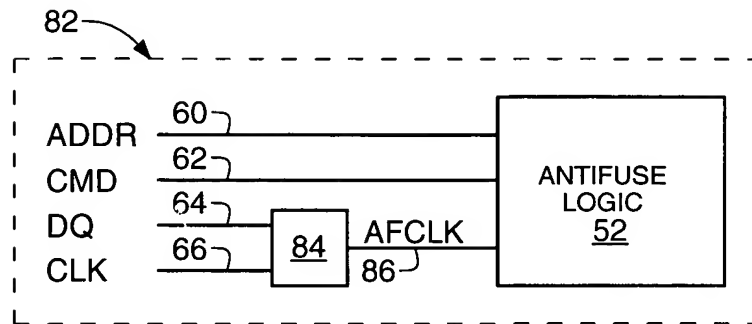 82
ADDR 60
CMD 62
DQ 64
CLK 66
84
AFCLK
86
ANTIFUSE
LOGIC
52